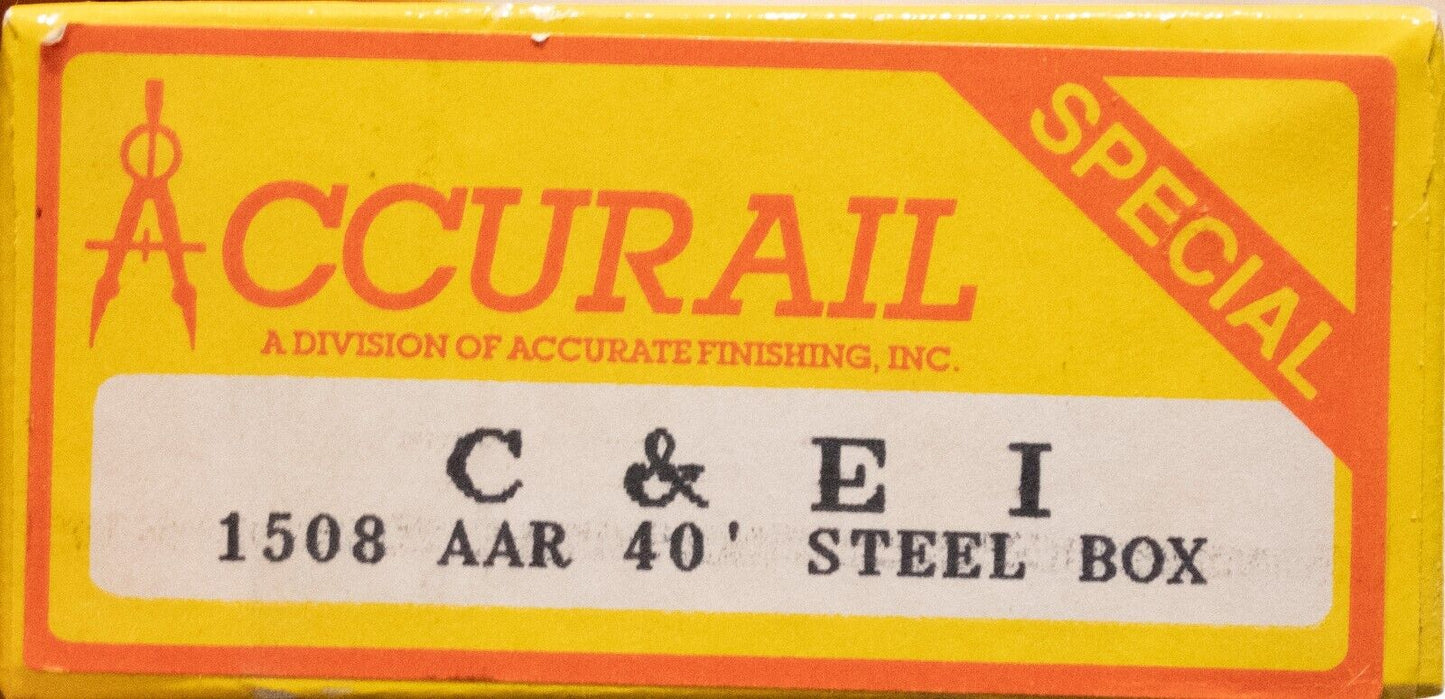 ACCURAIL
A DIVISION OF ACCURATE FINISHING, INC.
SPECIAL
C & E I
1508 AAR 40' STEEL BOX